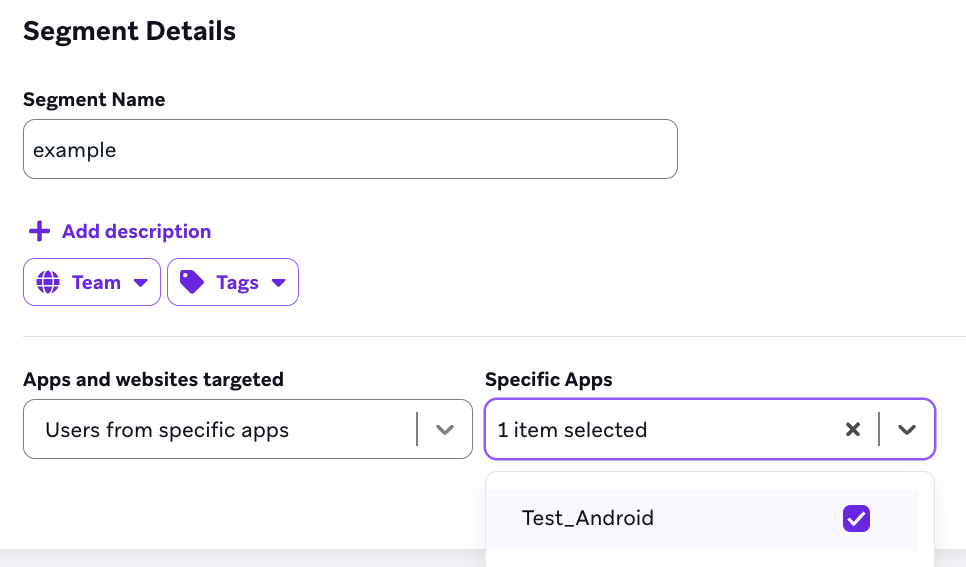 Segment Details
Segment Name
example
Add description
Team Tags
Apps and websites targeted Specific Apps
Users from specific apps 1 item selected
Test_Android